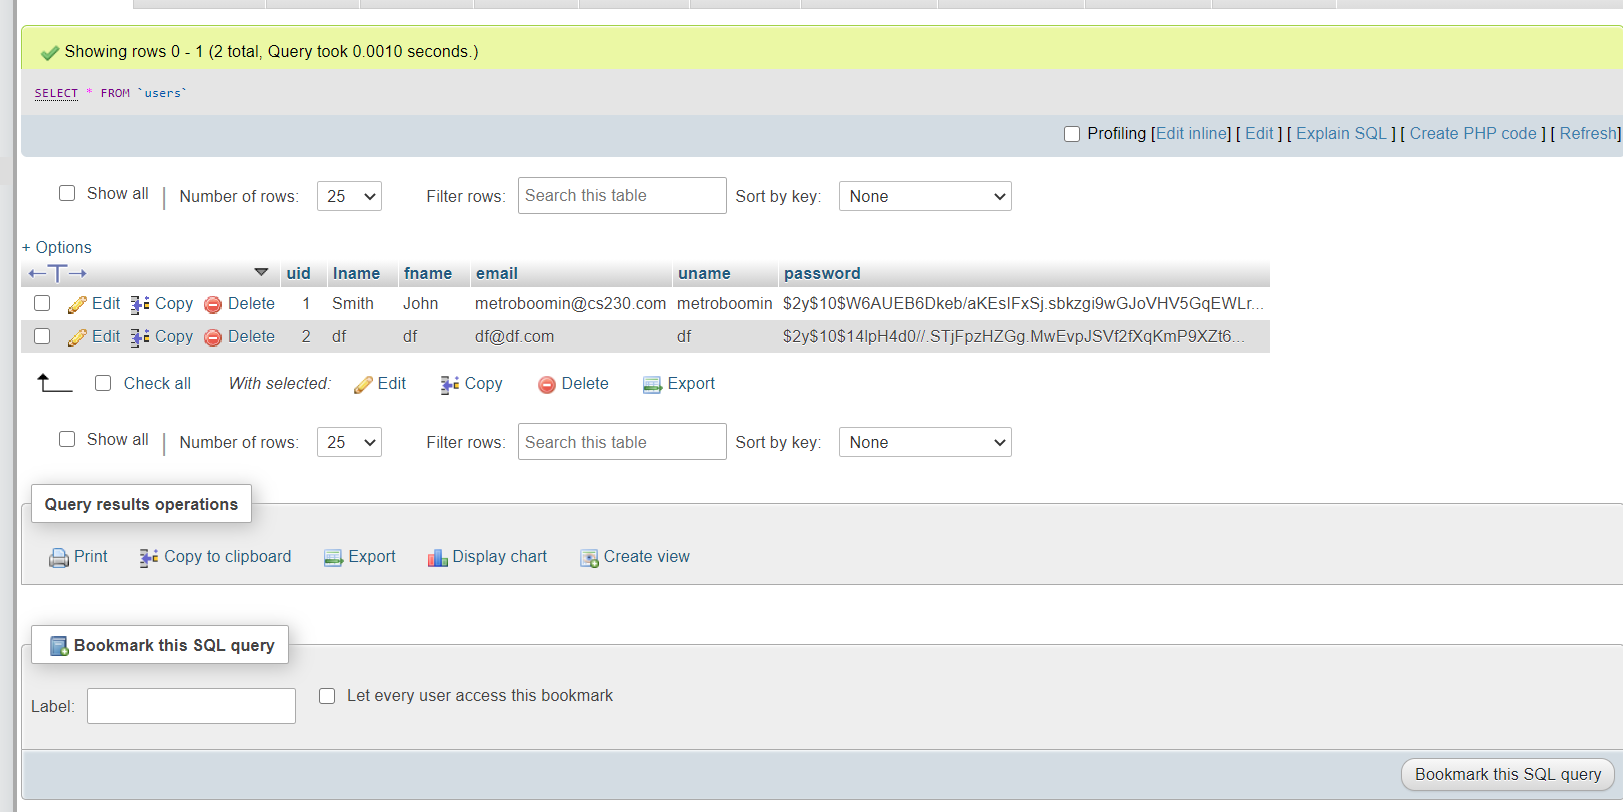 Showing rows 0 - 1 (2 total, Query took 0.0010 seconds.)
SELECT * FROM `users`
Profiling [Edit inline] [ Edit ] [ Explain SQL ] [ Create PHP code ] [ Refresh]
Show all | Number of rows: 25 Filter rows: Search this table Sort by key: None
+ Options
←T→ uid lname fname email uname password
Edit Copy Delete 1 Smith John metroboomin@cs230.com metroboomin $2y$10$W6AUEB6Dkeb/aKEsIFxSj.sbkzgi9wGJoVHV5GqEWLr...
Edit Copy Delete 2 df df df@df.com df $2y$10$14lpH4d0//.STjFpzHZGg.MwEvpJSVf2fXqKmP9XZt6...
Check all With selected: Edit Copy Delete Export
Show all | Number of rows: 25 Filter rows: Search this table Sort by key: None
Query results operations
Print Copy to clipboard Export Display chart Create view
Bookmark this SQL query
Label: Let every user access this bookmark
Bookmark this SQL query